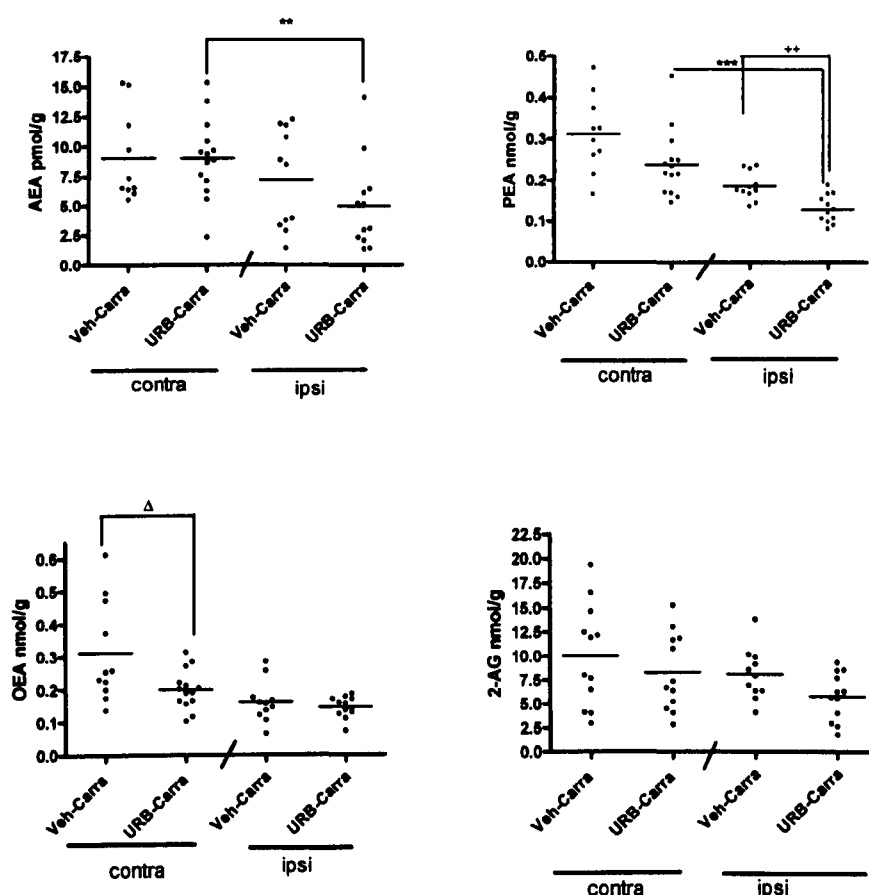 **
17.5
15.0
12.5
10.0
7.5
5.0
2.5
0.0
AEA pmol/g
Veh-Carra
URB-Carra
Veh-Carra
URB-Carra
contra
ipsi
++
***
0.5
0.4
0.3
0.2
0.1
0.0
PEA nmol/g
Veh-Carra
URB-Carra
Veh-Carra
URB-Carra
contra
ipsi
Δ
0.6
0.5
0.4
0.3
0.2
0.1
0.0
OEA nmol/g
Veh-Carra
URB-Carra
Veh-Carra
URB-Carra
contra
ipsi
22.5
20.0
17.5
15.0
12.5
10.0
7.5
5.0
2.5
0.0
2-AG nmol/g
Veh-Carra
URB-Carra
Veh-Carra
URB-Carra
contra
ipsi